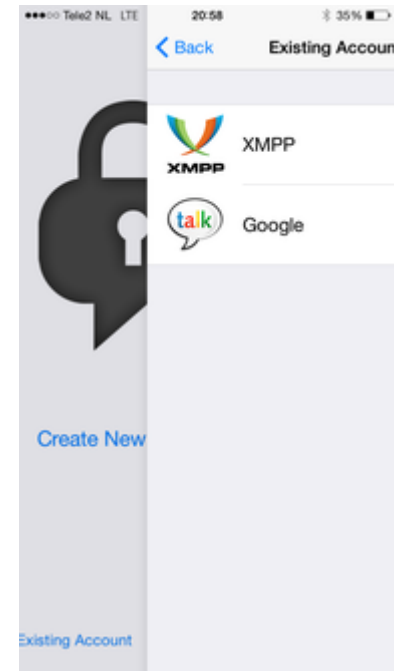 Tele2 NL LTE 20:58 35%
Back Existing Accoun
XMPP
XMPP
talk
Google
Create New
Existing Account